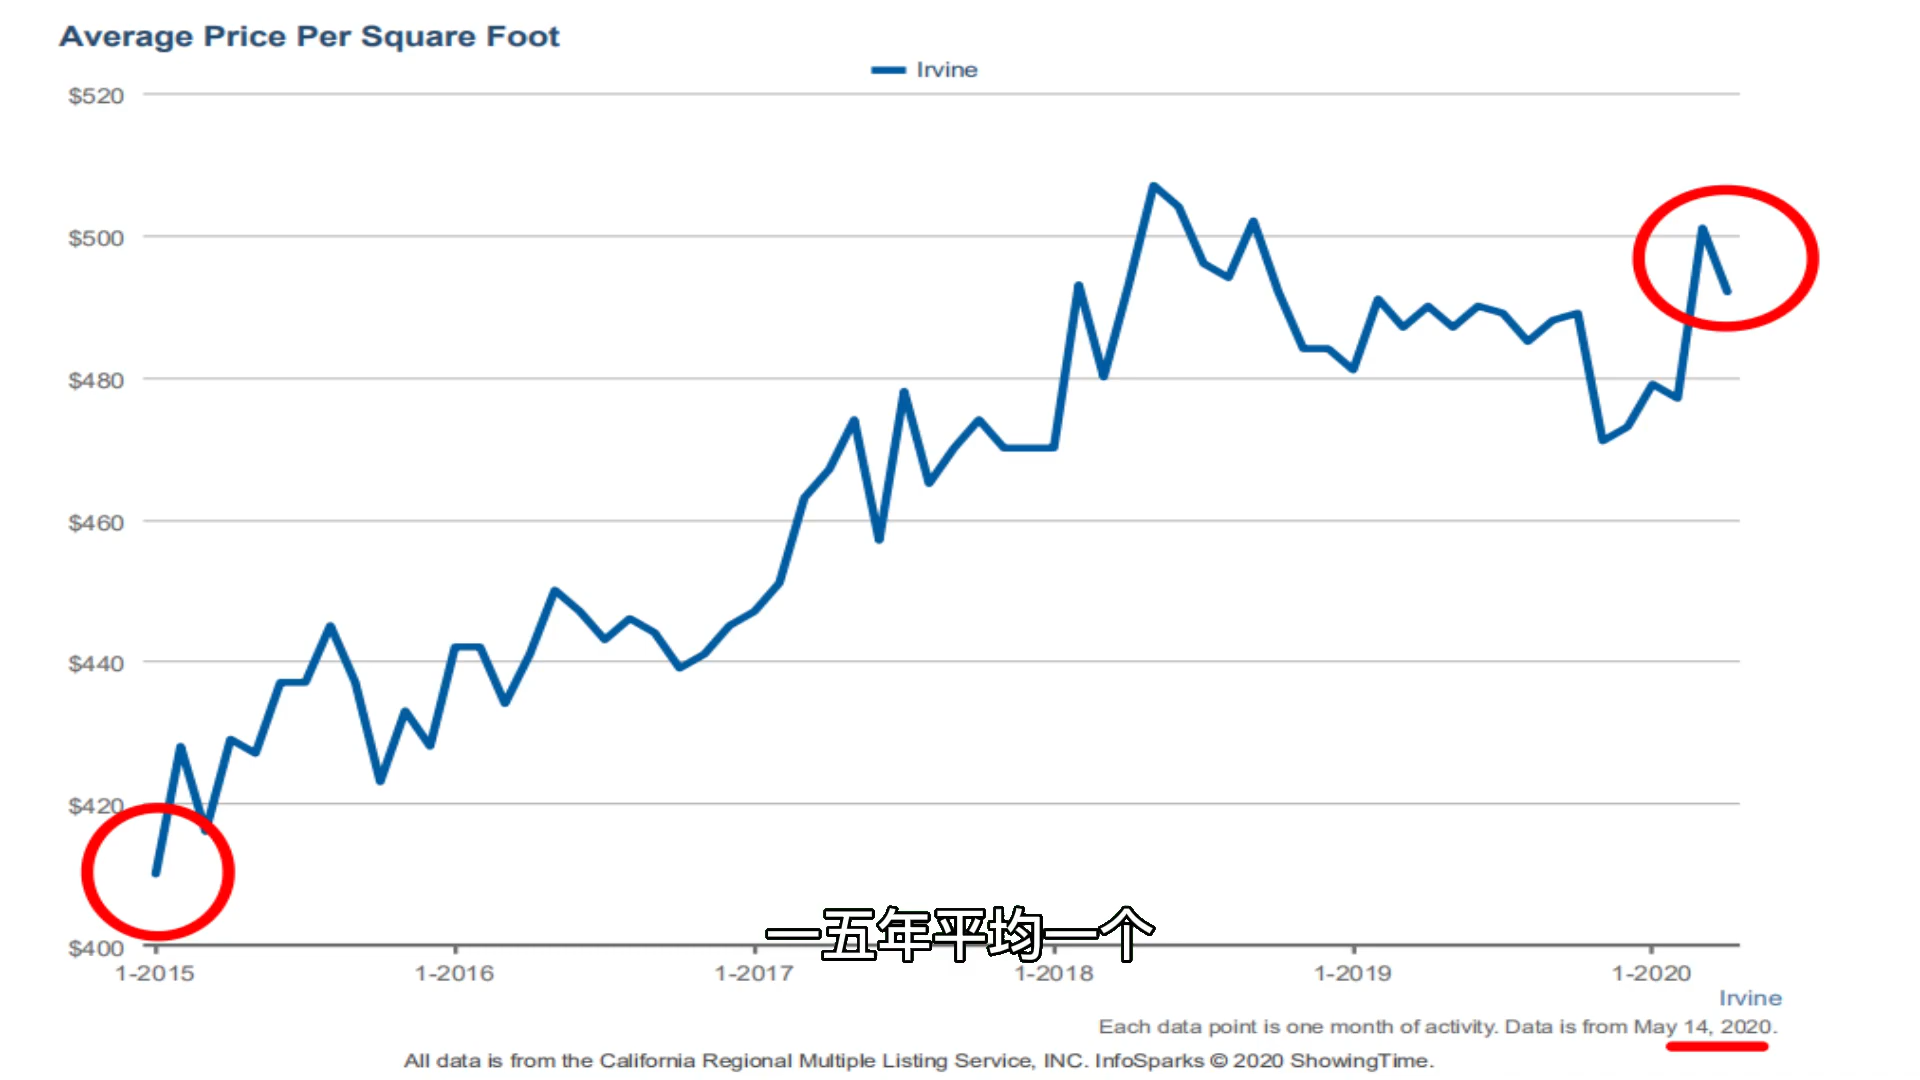 Average Price Per Square Foot
Irvine
$520
$500
$480
$460
$440
$420
$400
一五年平均一个
1-2015 1-2016 1-2017 1-2018 1-2019 1-2020
Irvine
Each data point is one month of activity. Data is from May 14, 2020.
All data is from the California Regional Multiple Listing Service, INC. InfoSparks © 2020 ShowingTime.